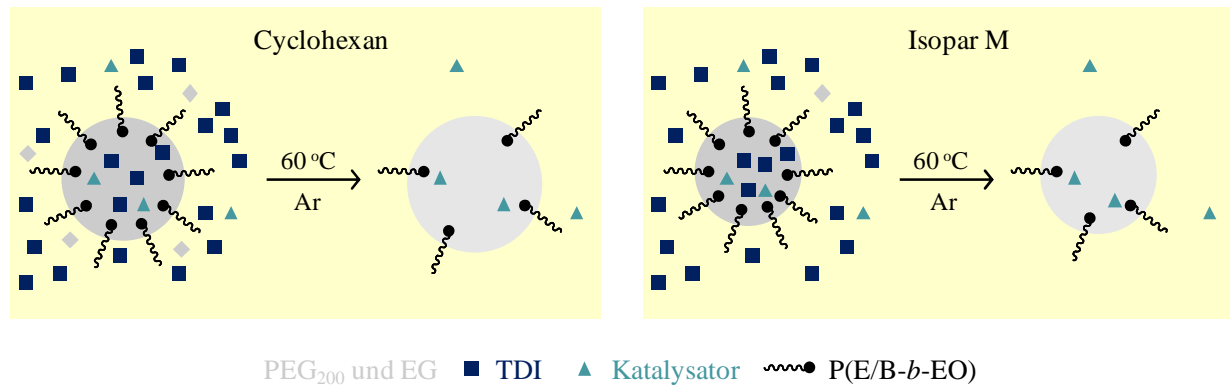 Cyclohexan
60 °C
Ar
Isopar M
60 °C
Ar
PEG₂₀₀ und EG TDI Katalysator P(E/B-b-EO)